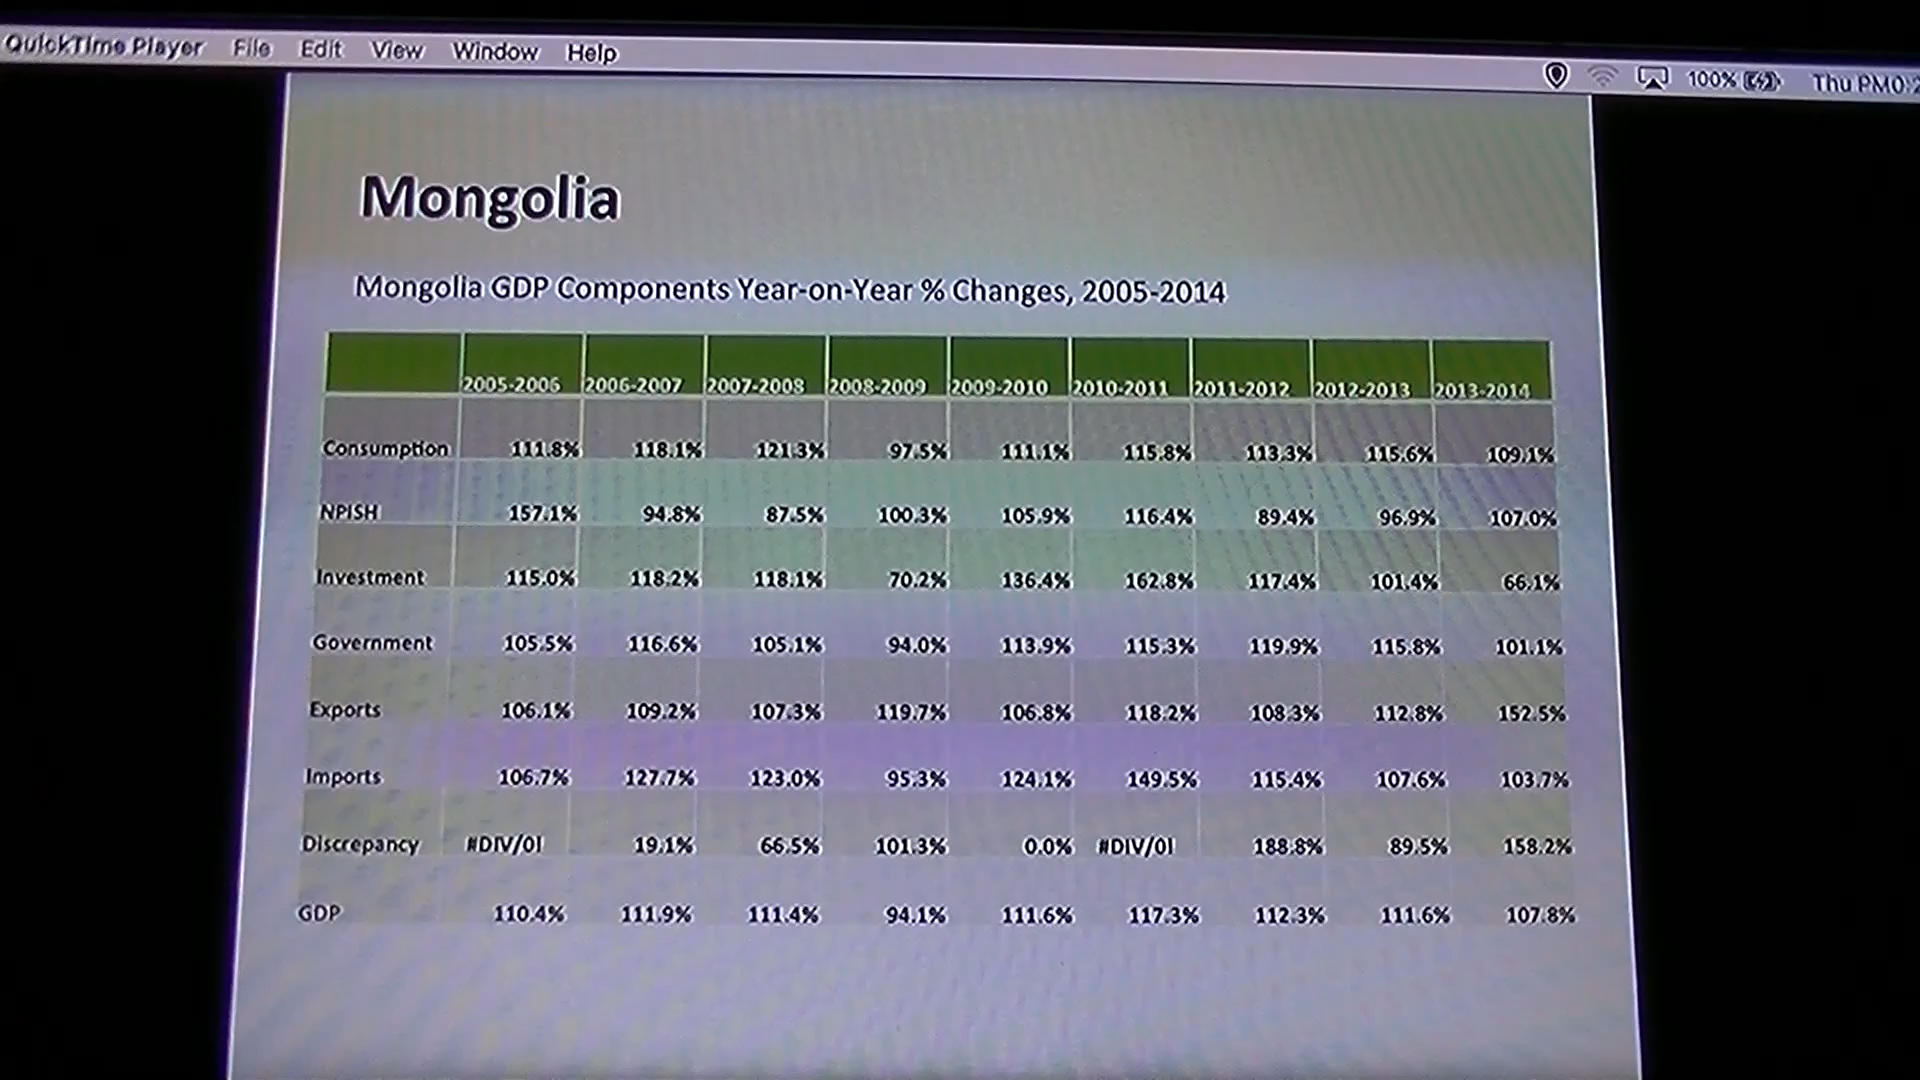 QuickTime Player File Edit View Window Help 100% Thu PM0:2
Mongolia
Mongolia GDP Components Year-on-Year % Changes, 2005-2014
2005-2006 2006-2007 2007-2008 2008-2009 2009-2010 2010-2011 2011-2012 2012-2013 2013-2014
Consumption 111.8% 118.1% 121.3% 97.5% 111.1% 115.8% 113.3% 115.6% 109.1%
NPISH 157.1% 94.8% 87.5% 100.3% 105.9% 116.4% 89.4% 96.9% 107.0%
Investment 115.0% 118.2% 118.1% 70.2% 136.4% 162.8% 117.4% 101.4% 66.1%
Government 105.5% 116.6% 105.1% 94.0% 113.9% 115.3% 119.9% 115.8% 101.1%
Exports 106.1% 109.2% 107.3% 119.7% 106.8% 118.2% 108.3% 112.8% 152.5%
Imports 106.7% 127.7% 123.0% 95.3% 124.1% 149.5% 115.4% 107.6% 103.7%
Discrepancy #DIV/0! 19.1% 66.5% 101.3% 0.0% #DIV/0! 188.8% 89.5% 158.2%
GDP 110.4% 111.9% 111.4% 94.1% 111.6% 117.3% 112.3% 111.6% 107.8%